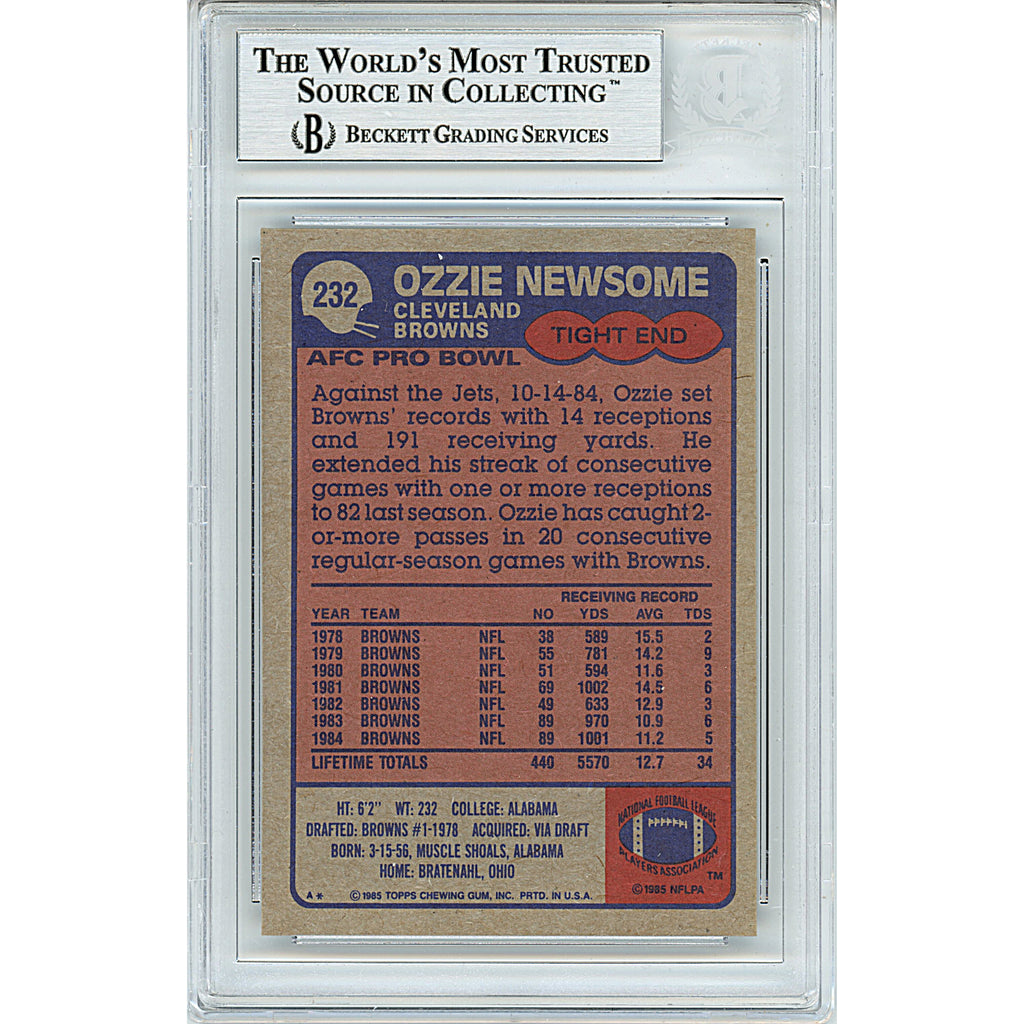 THE WORLD'S MOST TRUSTED
SOURCE IN COLLECTING™
B BECKETT GRADING SERVICES
232
OZZIE NEWSOME
CLEVELAND
BROWNS
TIGHT END
AFC PRO BOWL
Against the Jets, 10-14-84, Ozzie set
Browns' records with 14 receptions
and 191 receiving yards. He
extended his streak of consecutive
games with one or more receptions
to 82 last season. Ozzie has caught 2-
or-more passes in 20 consecutive
regular-season games with Browns.
RECEIVING RECORD
YEAR TEAM NO YDS AVG TDS
1978 BROWNS NFL 38 589 15.5 2
1979 BROWNS NFL 55 781 14.2 9
1980 BROWNS NFL 51 594 11.6 3
1981 BROWNS NFL 69 1002 14.5 6
1982 BROWNS NFL 49 633 12.9 3
1983 BROWNS NFL 89 970 10.9 6
1984 BROWNS NFL 89 1001 11.2 5
LIFETIME TOTALS 440 5570 12.7 34
HT: 6'2" WT: 232 COLLEGE: ALABAMA
DRAFTED: BROWNS #1-1978 ACQUIRED: VIA DRAFT
BORN: 3-15-56, MUSCLE SHOALS, ALABAMA
HOME: BRATENAHL, OHIO
A * © 1985 TOPPS CHEWING GUM, INC. PRTD. IN U.S.A.
NATIONAL FOOTBALL LEAGUE
PLAYERS ASSOCIATION
TM
© 1985 NFLPA